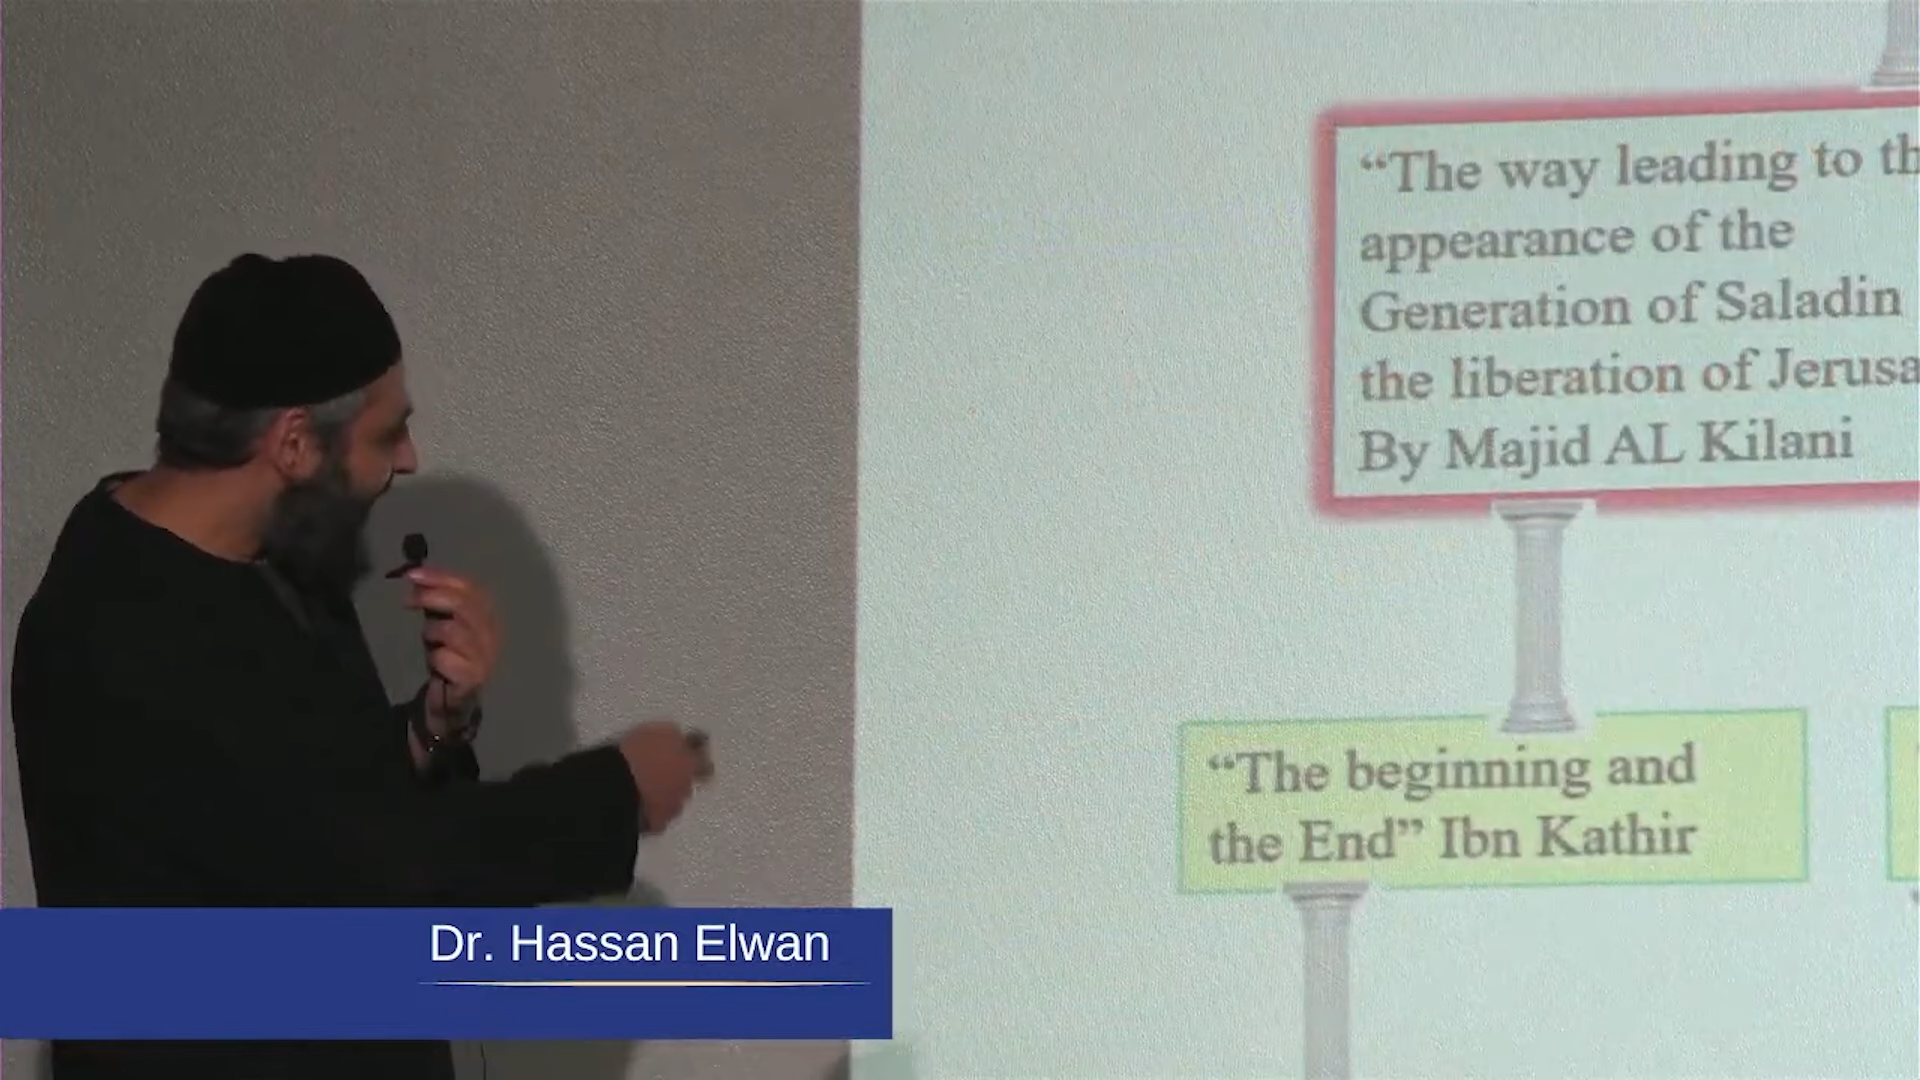 “The way leading to th
appearance of the
Generation of Saladin
the liberation of Jerusa
By Majid AL Kilani
“The beginning and
the End” Ibn Kathir
Dr. Hassan Elwan